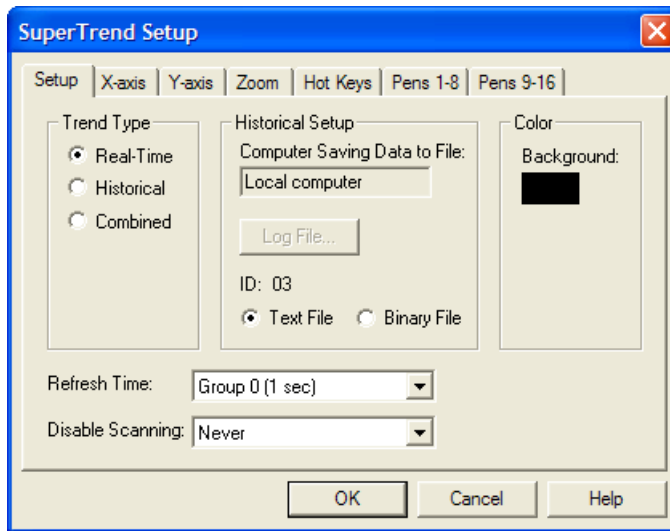 SuperTrend Setup
Setup X-axis Y-axis Zoom Hot Keys Pens 1-8 Pens 9-16
Trend Type
Real-Time
Historical
Combined
Historical Setup
Computer Saving Data to File:
Local computer
Log File...
ID: 03
Text File Binary File
Color
Background:
Refresh Time: Group 0 (1 sec)
Disable Scanning: Never
OK Cancel Help